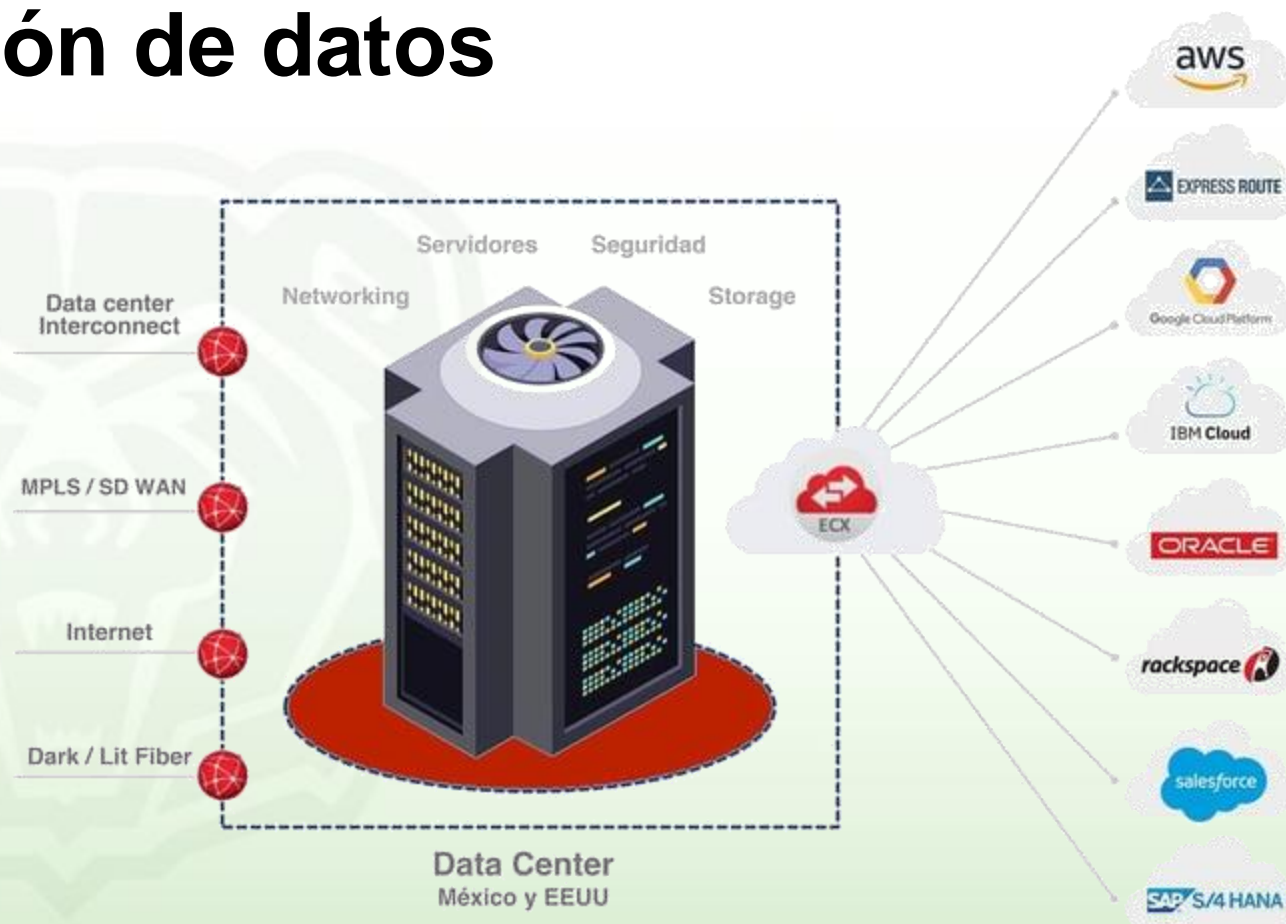 ón de datos
aws
EXPRESS ROUTE
Servidores
Seguridad
Networking
Storage
Data center
Interconnect
Google Cloud Platform
IBM Cloud
MPLS / SD WAN
ECX
ORACLE
Internet
rackspace
Dark / Lit Fiber
salesforce
Data Center
México y EEUU
SAP S/4 HANA